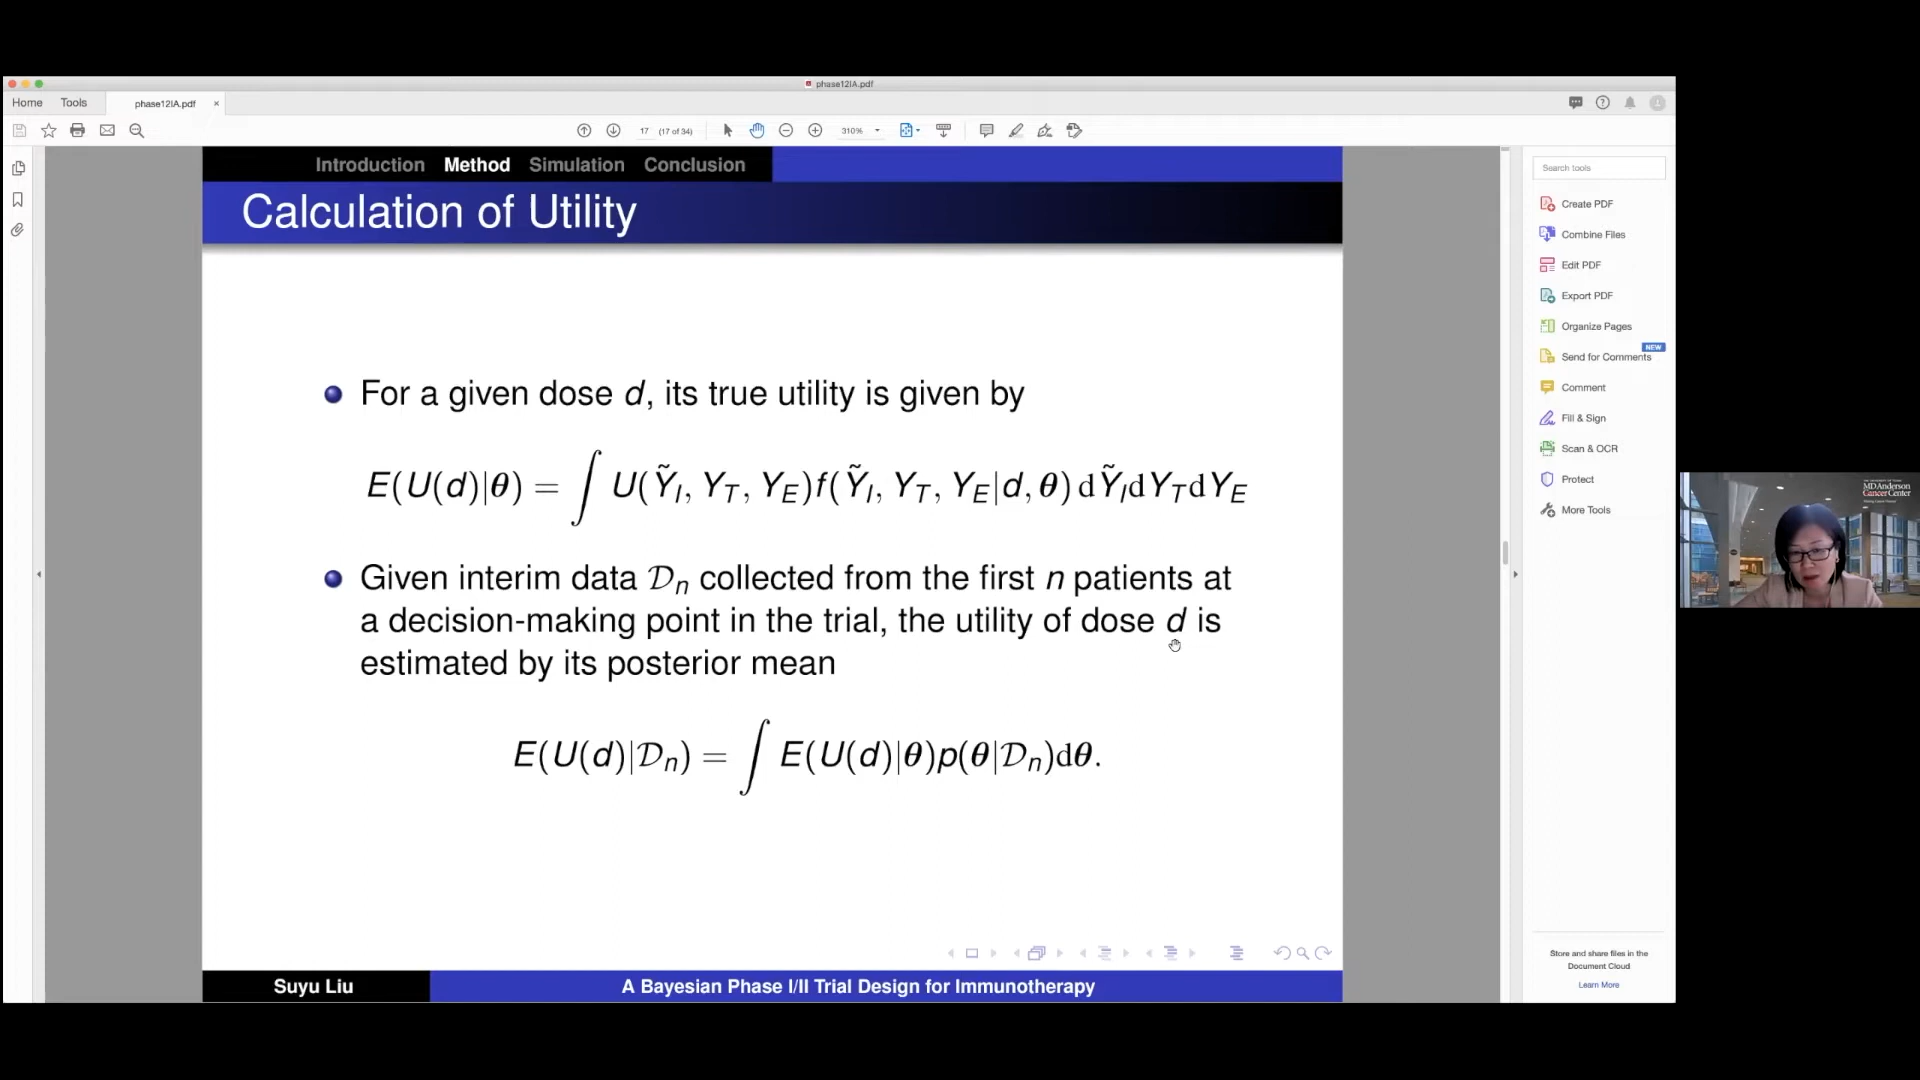 phase12IA.pdf
Home Tools phase12IA.pdf ×
17 (17 of 34) 310%
Introduction Method Simulation Conclusion
Calculation of Utility
For a given dose d, its true utility is given by
E(U(d)|θ) = ∫ U(Ỹ_I, Y_T, Y_E)f(Ỹ_I, Y_T, Y_E|d, θ) dỸ_IdY_TdY_E
Given interim data 𝒟_n collected from the first n patients at
a decision-making point in the trial, the utility of dose d is
estimated by its posterior mean
E(U(d)|𝒟_n) = ∫ E(U(d)|θ)p(θ|𝒟_n)dθ.
Suyu Liu A Bayesian Phase I/II Trial Design for Immunotherapy
Search tools
Create PDF
Combine Files
Edit PDF
Export PDF
Organize Pages
NEW
Send for Comments
Comment
Fill & Sign
Scan & OCR
Protect
More Tools
Store and share files in the
Document Cloud
Learn More
MDAnderson
Cancer Center